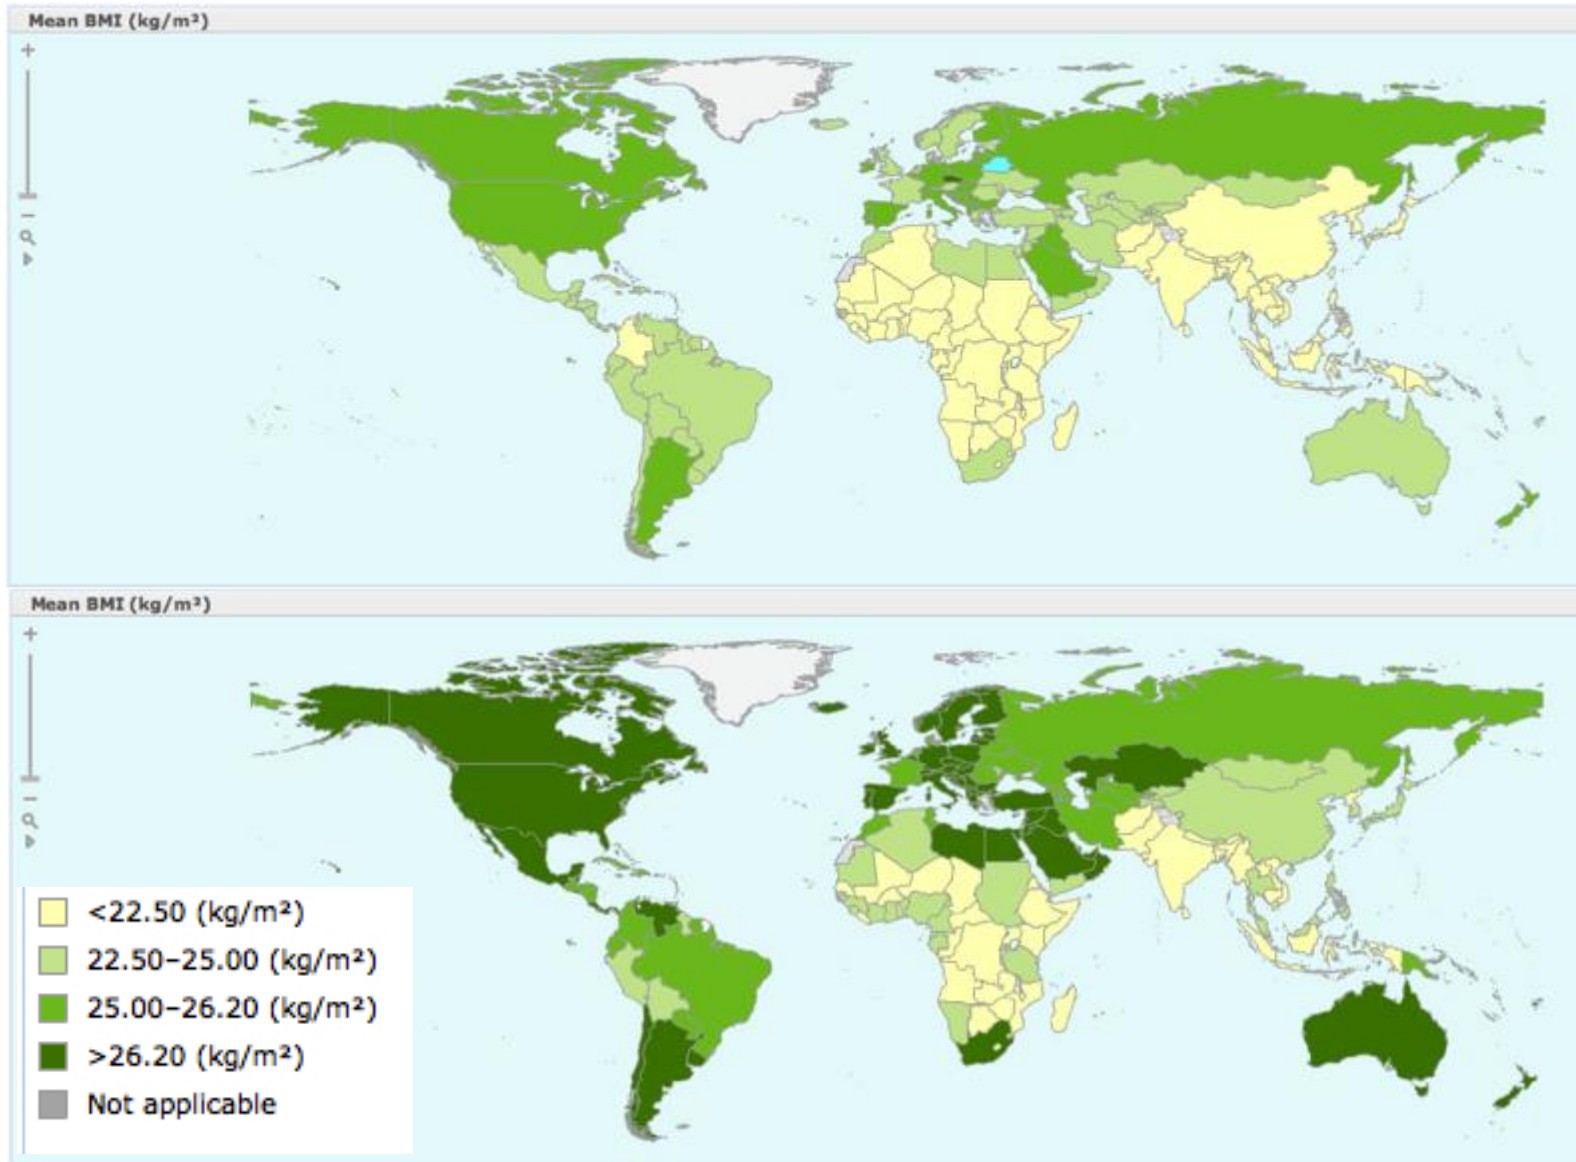 Mean BMI (kg/m²)
Mean BMI (kg/m²)
<22.50 (kg/m²)
22.50–25.00 (kg/m²)
25.00–26.20 (kg/m²)
>26.20 (kg/m²)
Not applicable